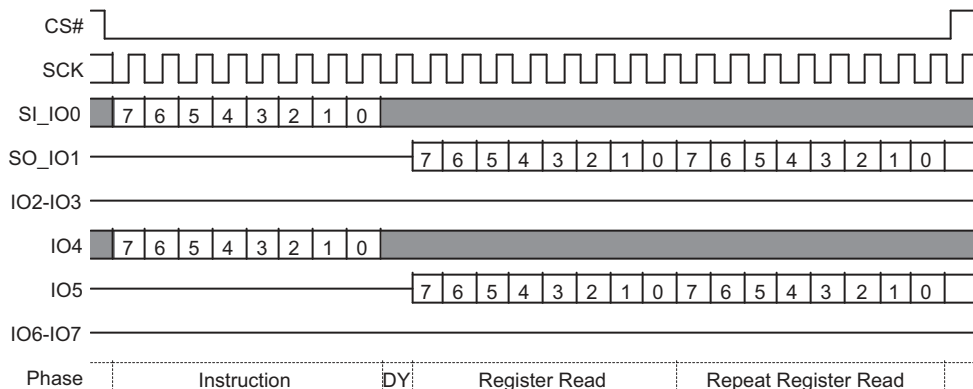 CS#
SCK
SI_IO0 7 6 5 4 3 2 1 0
SO_IO1 7 6 5 4 3 2 1 0 7 6 5 4 3 2 1 0
IO2-IO3
IO4 7 6 5 4 3 2 1 0
IO5 7 6 5 4 3 2 1 0 7 6 5 4 3 2 1 0
IO6-IO7
Phase Instruction DY Register Read Repeat Register Read